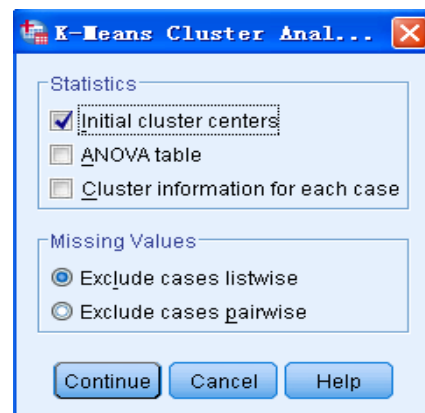 K-Means Cluster Anal...
Statistics
Initial cluster centers
ANOVA table
Cluster information for each case
Missing Values
Exclude cases listwise
Exclude cases pairwise
Continue Cancel Help